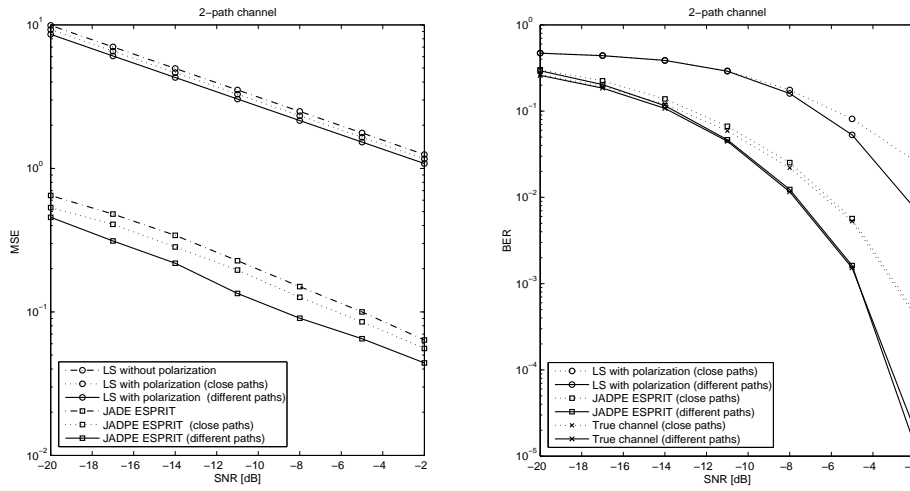 2−path channel
10^1
10^0
10^−1
10^−2
MSE
LS without polarization
LS with polarization (close paths)
LS with polarization (different paths)
JADE ESPRIT
JADPE ESPRIT (close paths)
JADPE ESPRIT (different paths)
−20 −18 −16 −14 −12 −10 −8 −6 −4 −2
SNR [dB]
2−path channel
10^0
10^−1
10^−2
10^−3
10^−4
10^−5
BER
LS with polarization (close paths)
LS with polarization (different paths)
JADPE ESPRIT (close paths)
JADPE ESPRIT (different paths)
True channel (close paths)
True channel (different paths)
−20 −18 −16 −14 −12 −10 −8 −6 −4
SNR [dB]